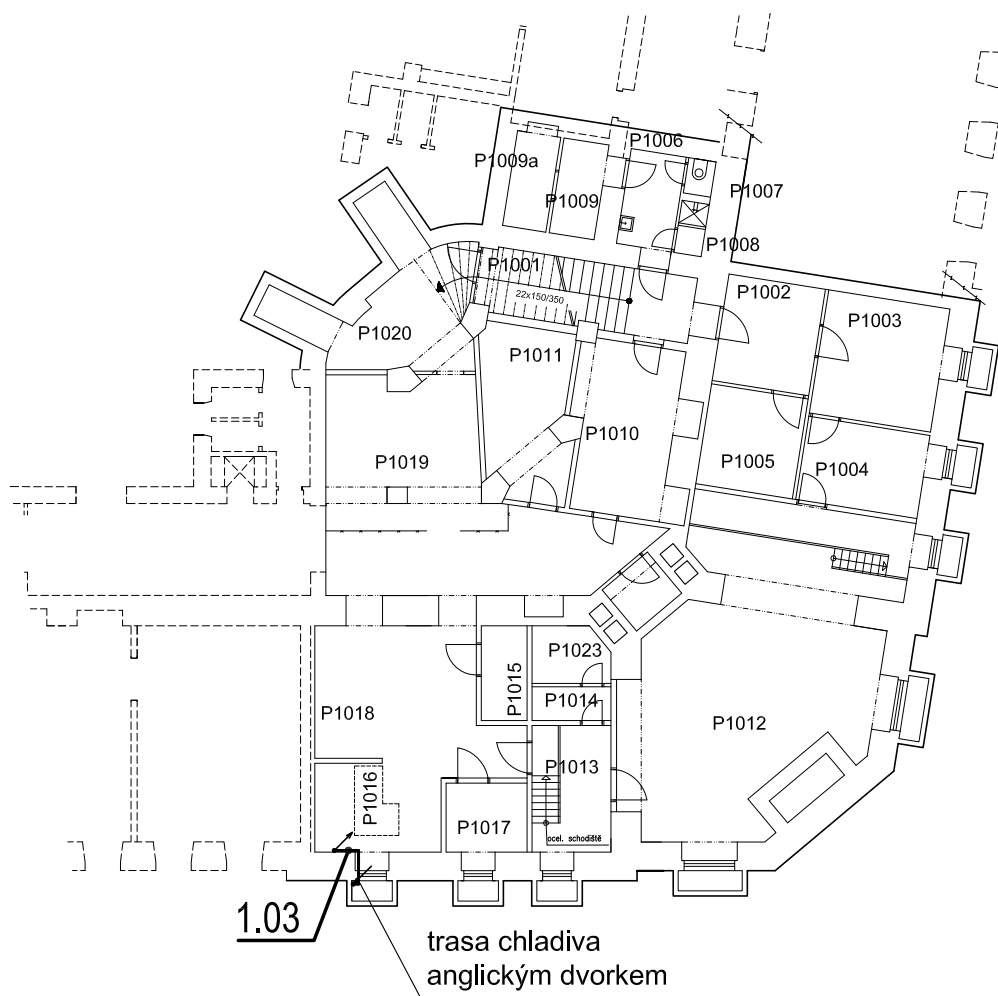 P1006
P1009a
P1007
P1009
P1008
P1001
P1002
22x150/350
P1003
P1020
P1011
P1010
P1019
P1005
P1004
P1023
P1015
P1014
P1018
P1012
P1013
P1016
P1017
ocel. schodiště
1.03
trasa chladiva
anglickým dvorkem